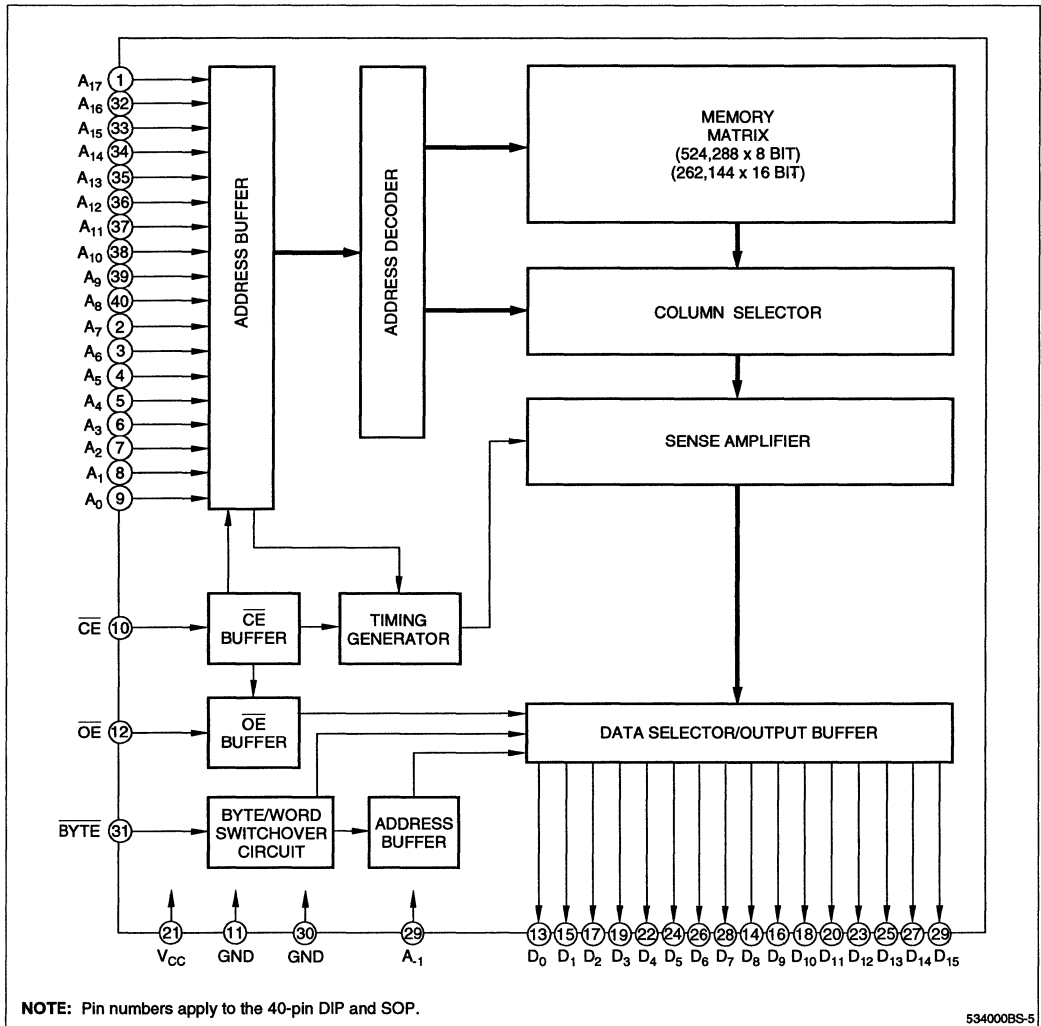 A17 1
A16 32
A15 33
A14 34
A13 35
A12 36
A11 37
A10 38
A9 39
A8 40
A7 2
A6 3
A5 4
A4 5
A3 6
A2 7
A1 8
A0 9
ADDRESS BUFFER
ADDRESS DECODER
MEMORY
MATRIX
(524,288 x 8 BIT)
(262,144 x 16 BIT)
COLUMN SELECTOR
SENSE AMPLIFIER
CE 10
CE
BUFFER
TIMING
GENERATOR
OE 12
OE
BUFFER
DATA SELECTOR/OUTPUT BUFFER
BYTE 31
BYTE/WORD
SWITCHOVER
CIRCUIT
ADDRESS
BUFFER
21 11 30 29 13 15 17 19 22 24 26 28 14 16 18 20 23 25 27 29
VCC GND GND A-1 D0 D1 D2 D3 D4 D5 D6 D7 D8 D9 D10 D11 D12 D13 D14 D15
NOTE: Pin numbers apply to the 40-pin DIP and SOP.
534000BS-5